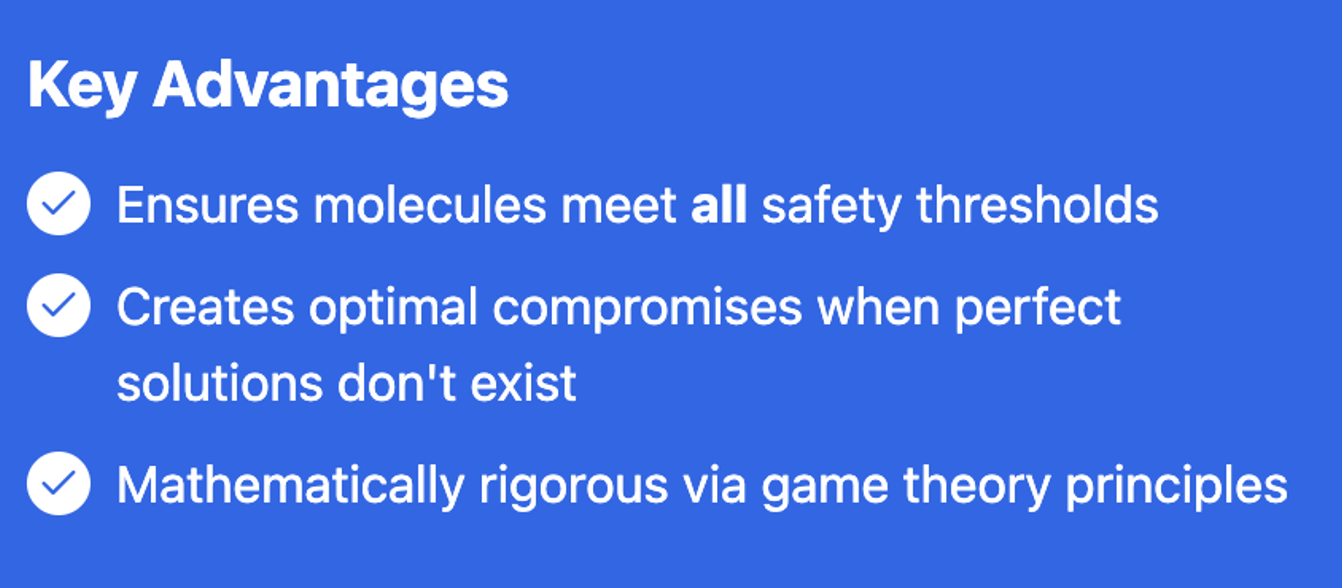 Key Advantages
Ensures molecules meet all safety thresholds
Creates optimal compromises when perfect
solutions don't exist
Mathematically rigorous via game theory principles